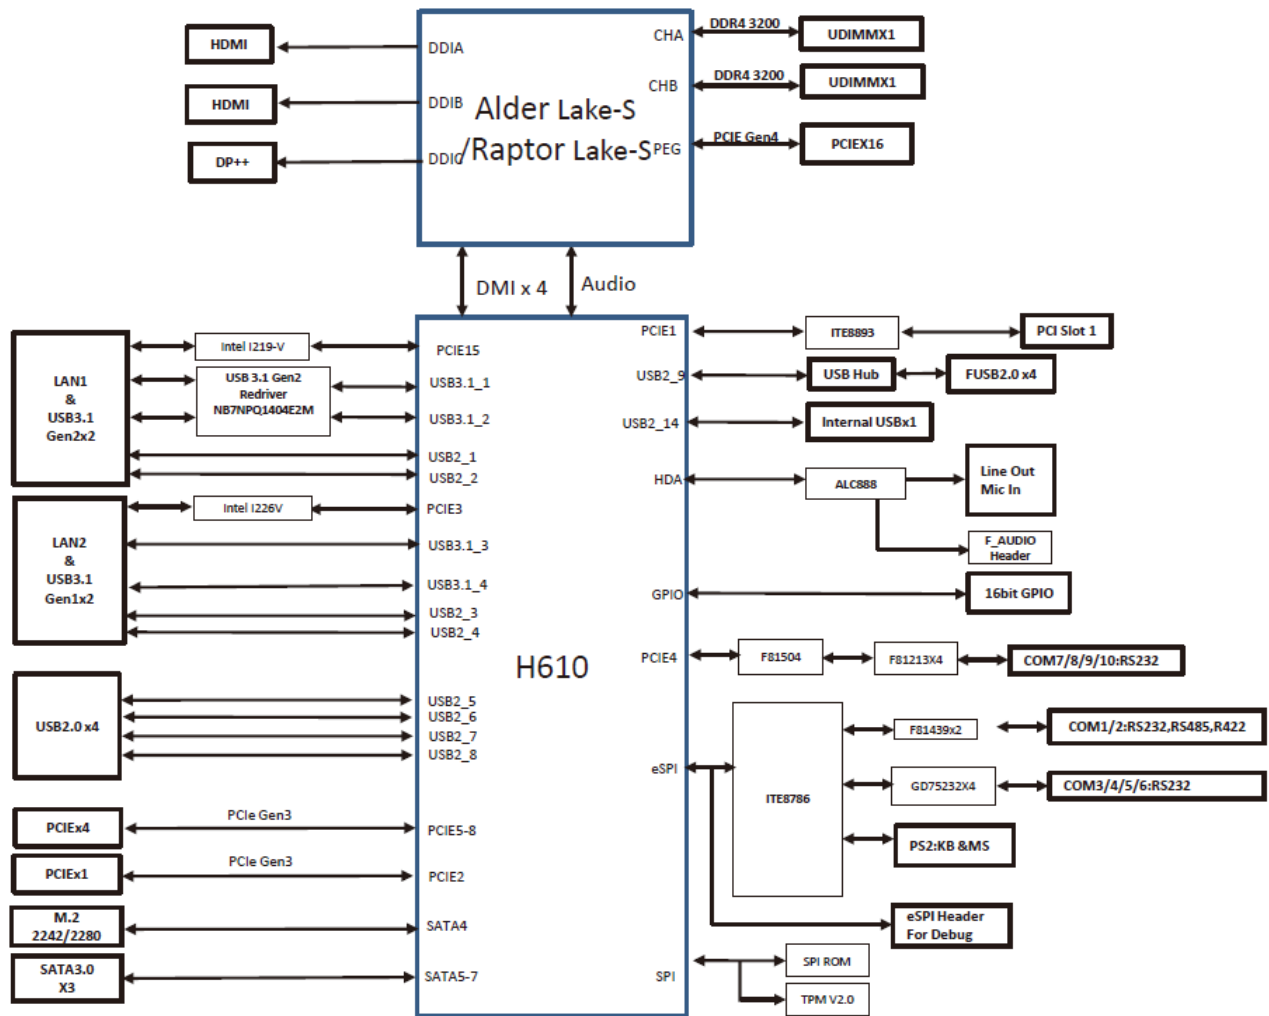 HDMI
HDMI
DP++
DDIA
DDIB
DDIC
Alder Lake-S
/Raptor Lake-S
CHA
CHB
PEG
DDR4 3200
DDR4 3200
PCIE Gen4
UDIMMX1
UDIMMX1
PCIEX16
DMI x 4
Audio
LAN1
&
USB3.1
Gen2x2
Intel I219-V
USB 3.1 Gen2
Redriver
NB7NPQ1404E2M
LAN2
&
USB3.1
Gen1x2
Intel I226V
USB2.0 x4
PCIEx4
PCIe Gen3
PCIEx1
PCIe Gen3
M.2
2242/2280
SATA3.0
X3
PCIE15
USB3.1_1
USB3.1_2
USB2_1
USB2_2
PCIE3
USB3.1_3
USB3.1_4
USB2_3
USB2_4
USB2_5
USB2_6
USB2_7
USB2_8
PCIE5-8
PCIE2
SATA4
SATA5-7
H610
PCIE1
USB2_9
USB2_14
HDA
GPIO
PCIE4
eSPI
SPI
ITE8893
PCI Slot 1
USB Hub
FUSB2.0 x4
Internal USBx1
ALC888
Line Out
Mic In
F_AUDIO
Header
16bit GPIO
F81504
F81213X4
COM7/8/9/10:RS232
ITE8786
F81439x2
COM1/2:RS232,RS485,R422
GD75232X4
COM3/4/5/6:RS232
PS2:KB &MS
eSPI Header
For Debug
SPI ROM
TPM V2.0